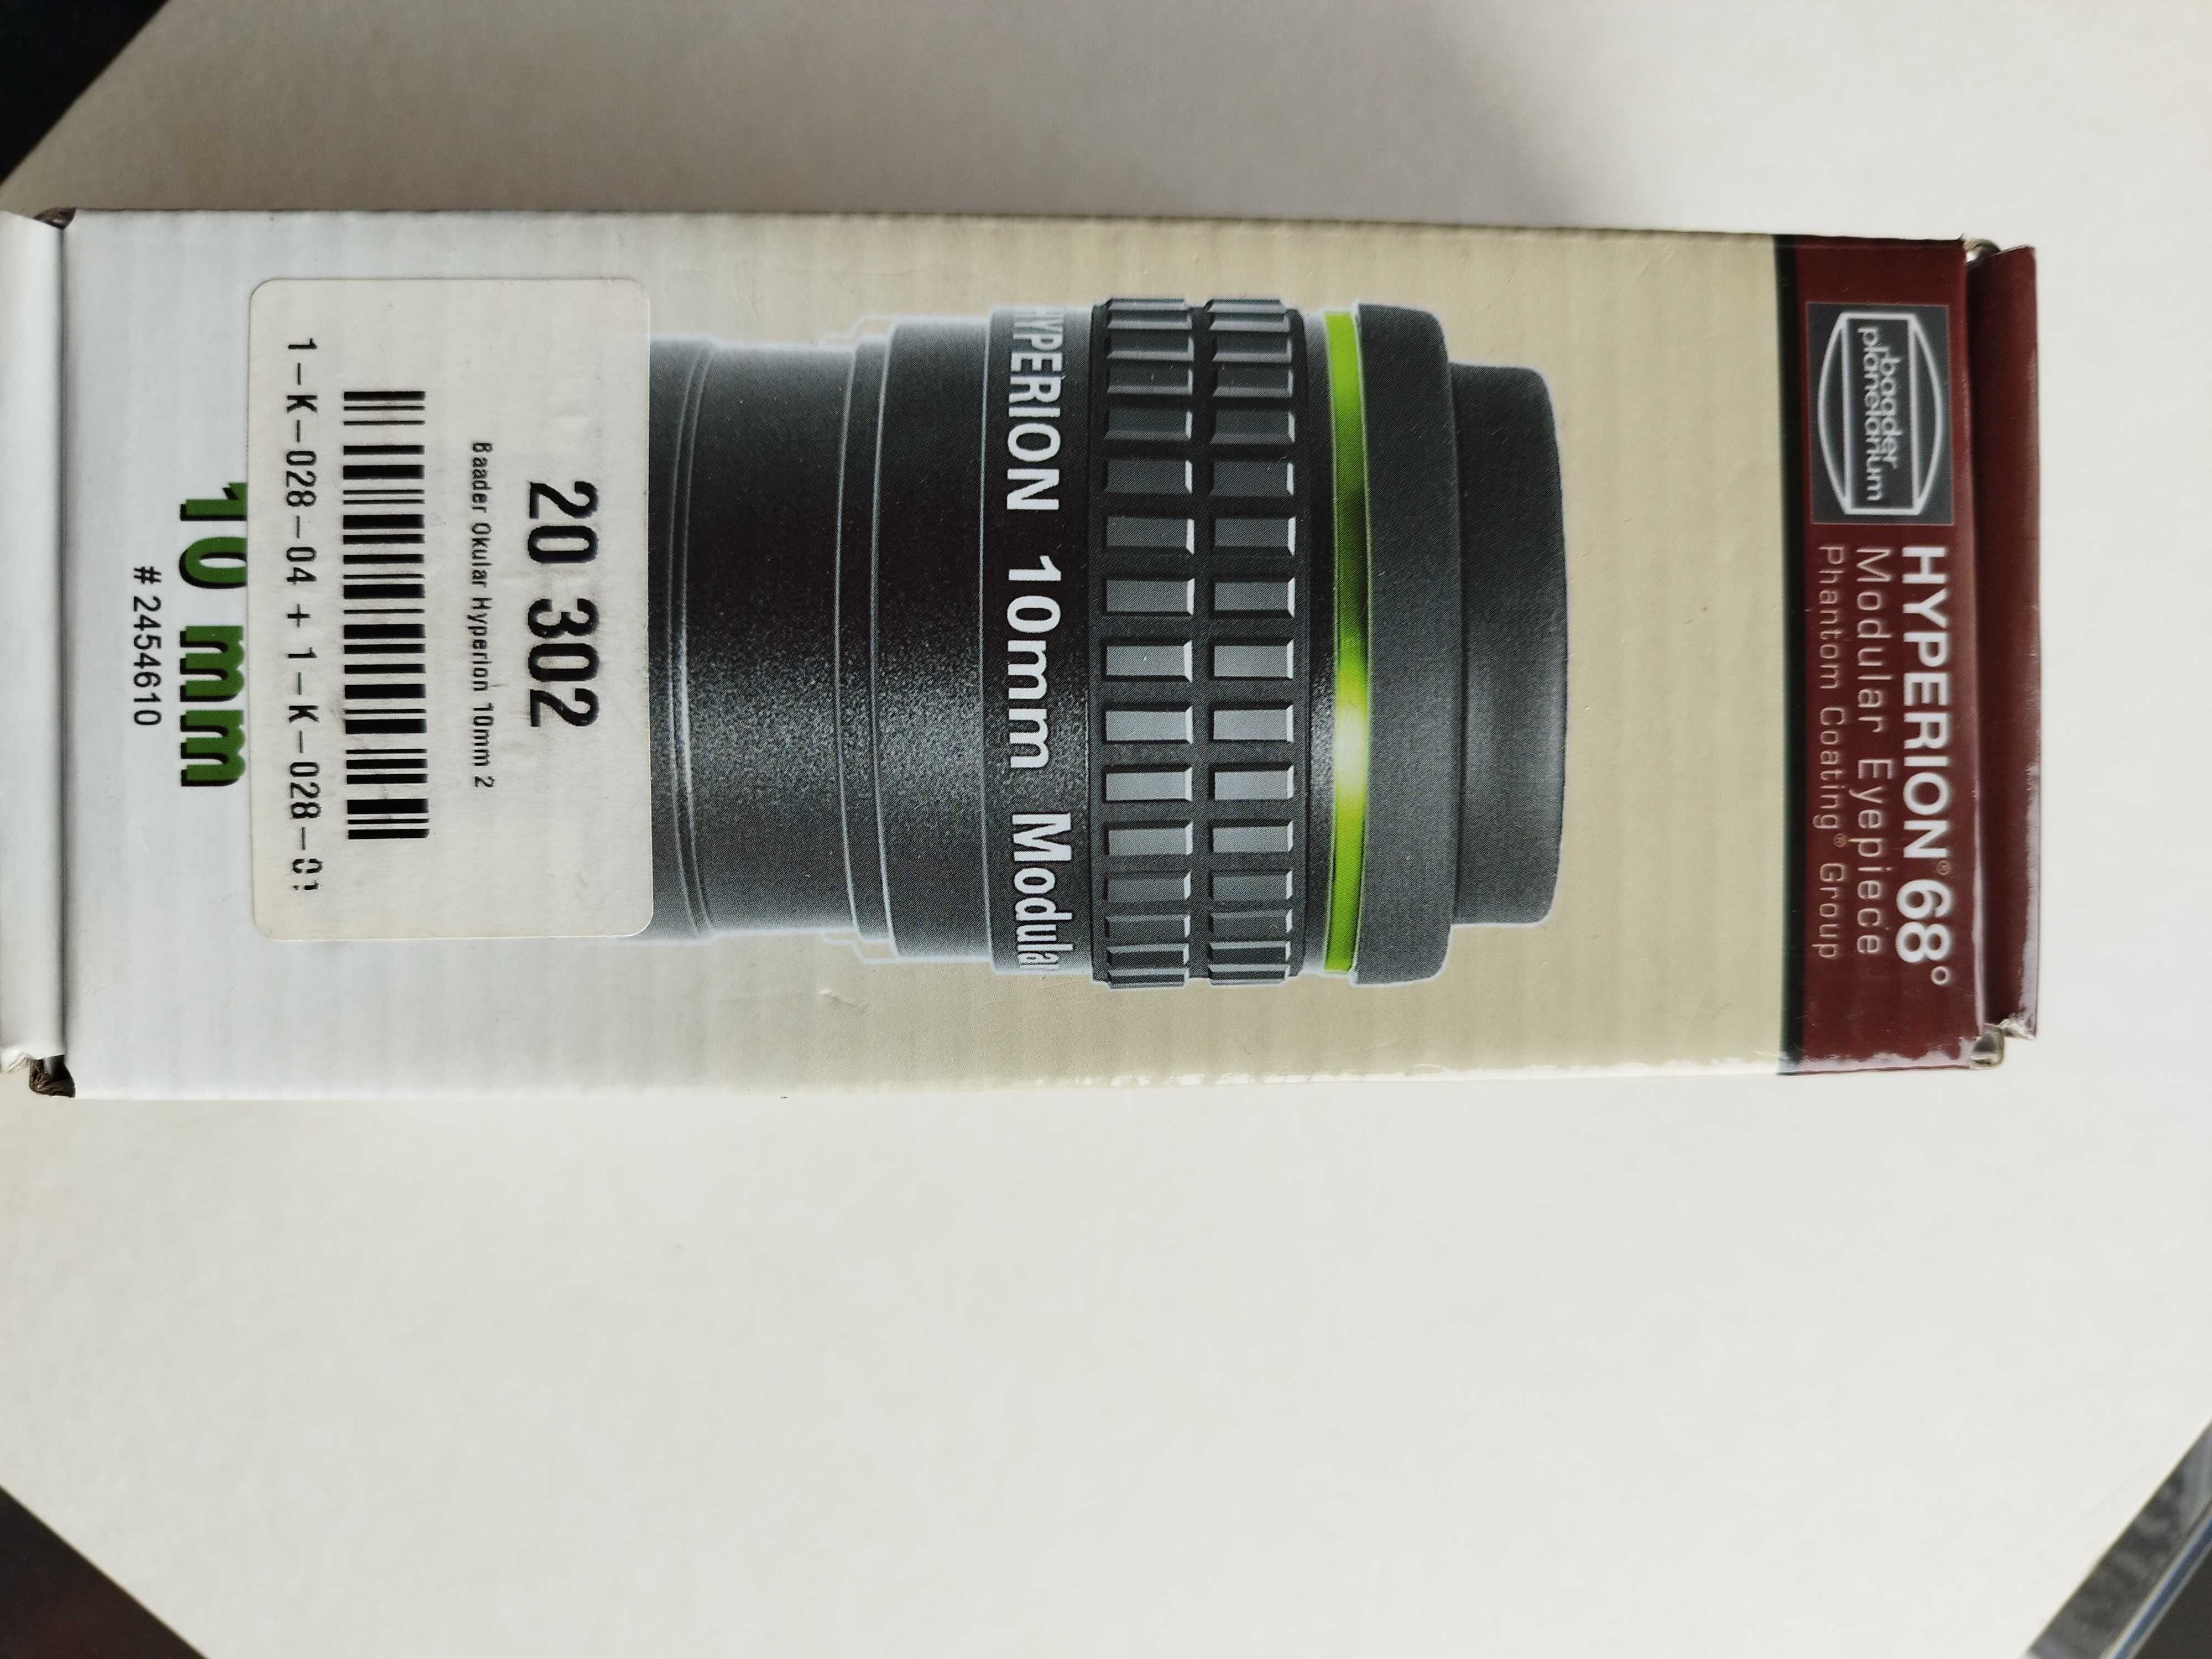 baader
planetarium
HYPERION® 68°
Modular Eyepiece
Phantom Coating® Group
HYPERION 10mm Modular
20 302
Baader Okular Hyperion 10mm 2
1-K-028-04 + 1-K-028-01
10 mm
# 2454610